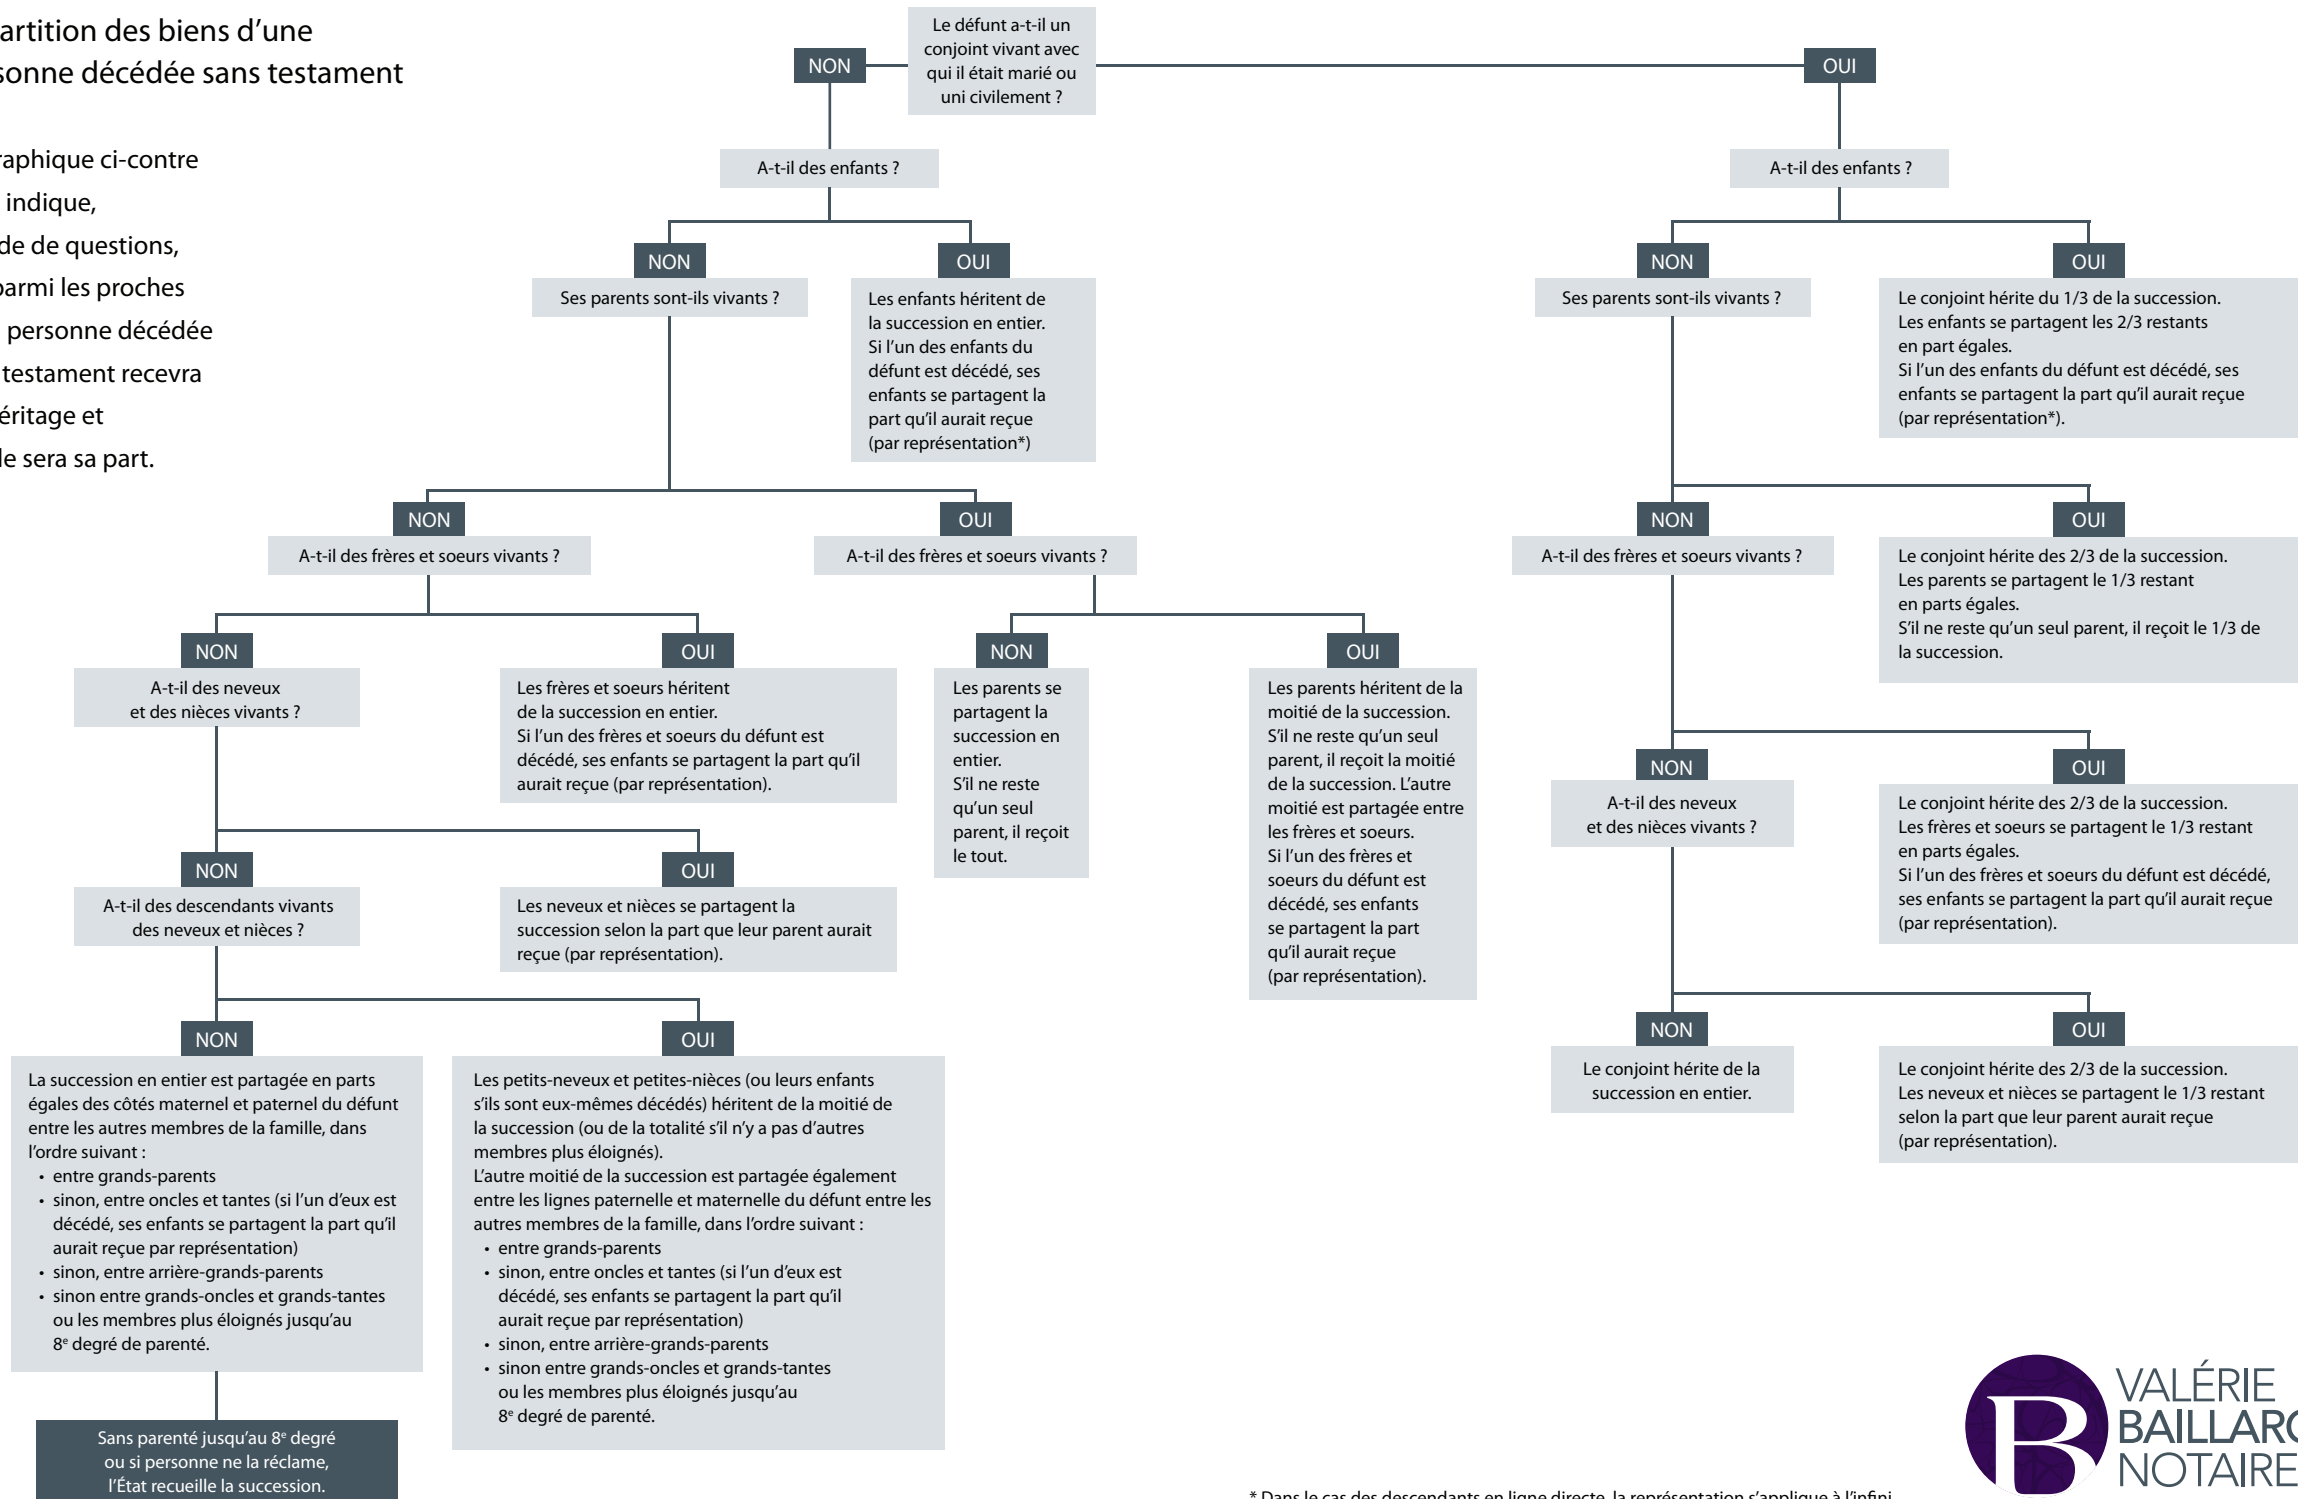 artition des biens d'une
sonne décédée sans testament
raphique ci-contre
indique,
de de questions,
parmi les proches
personne décédée
testament recevra
éritage et
le sera sa part.
Le défunt a-t-il un
conjoint vivant avec
qui il était marié ou
uni civilement ?
NON
OUI
A-t-il des enfants ?
A-t-il des enfants ?
NON
OUI
NON
OUI
Ses parents sont-ils vivants ?
Les enfants héritent de
la succession en entier.
Si l'un des enfants du
défunt est décédé, ses
enfants se partagent la
part qu'il aurait reçue
(par représentation*)
Ses parents sont-ils vivants ?
Le conjoint hérite du 1/3 de la succession.
Les enfants se partagent les 2/3 restants
en part égales.
Si l'un des enfants du défunt est décédé, ses
enfants se partagent la part qu'il aurait reçue
(par représentation*).
NON
OUI
NON
OUI
A-t-il des frères et soeurs vivants ?
A-t-il des frères et soeurs vivants ?
A-t-il des frères et soeurs vivants ?
Le conjoint hérite des 2/3 de la succession.
Les parents se partagent le 1/3 restant
en parts égales.
S'il ne reste qu'un seul parent, il reçoit le 1/3 de
la succession.
NON
OUI
NON
OUI
A-t-il des neveux
et des nièces vivants ?
Les frères et soeurs héritent
de la succession en entier.
Si l'un des frères et soeurs du défunt est
décédé, ses enfants se partagent la part qu'il
aurait reçue (par représentation).
Les parents se
partagent la
succession en
entier.
S'il ne reste
qu'un seul
parent, il reçoit
le tout.
Les parents héritent de la
moitié de la succession.
S'il ne reste qu'un seul
parent, il reçoit la moitié
de la succession. L'autre
moitié est partagée entre
les frères et soeurs.
Si l'un des frères et
soeurs du défunt est
décédé, ses enfants
se partagent la part
qu'il aurait reçue
(par représentation).
NON
OUI
A-t-il des neveux
et des nièces vivants ?
Le conjoint hérite des 2/3 de la succession.
Les frères et soeurs se partagent le 1/3 restant
en parts égales.
Si l'un des frères et soeurs du défunt est décédé,
ses enfants se partagent la part qu'il aurait reçue
(par représentation).
NON
OUI
A-t-il des descendants vivants
des neveux et nièces ?
Les neveux et nièces se partagent la
succession selon la part que leur parent aurait
reçue (par représentation).
NON
OUI
NON
OUI
La succession en entier est partagée en parts
égales des côtés maternel et paternel du défunt
entre les autres membres de la famille, dans
l'ordre suivant :
• entre grands-parents
• sinon, entre oncles et tantes (si l'un d'eux est
décédé, ses enfants se partagent la part qu'il
aurait reçue par représentation)
• sinon, entre arrière-grands-parents
• sinon entre grands-oncles et grands-tantes
ou les membres plus éloignés jusqu'au
8e degré de parenté.
Les petits-neveux et petites-nièces (ou leurs enfants
s'ils sont eux-mêmes décédés) héritent de la moitié de
la succession (ou de la totalité s'il n'y a pas d'autres
membres plus éloignés).
L'autre moitié de la succession est partagée également
entre les lignes paternelle et maternelle du défunt entre les
autres membres de la famille, dans l'ordre suivant :
• entre grands-parents
• sinon, entre oncles et tantes (si l'un d'eux est
décédé, ses enfants se partagent la part qu'il
aurait reçue par représentation)
• sinon, entre arrière-grands-parents
• sinon entre grands-oncles et grands-tantes
ou les membres plus éloignés jusqu'au
8e degré de parenté.
Le conjoint hérite de la
succession en entier.
Le conjoint hérite des 2/3 de la succession.
Les neveux et nièces se partagent le 1/3 restant
selon la part que leur parent aurait reçue
(par représentation).
Sans parenté jusqu'au 8e degré
ou si personne ne la réclame,
l'État recueille la succession.
B
VALÉRIE
BAILLARG
NOTAIRE
* Dans le cas des descendants en ligne directe, la représentation s'applique à l'infini